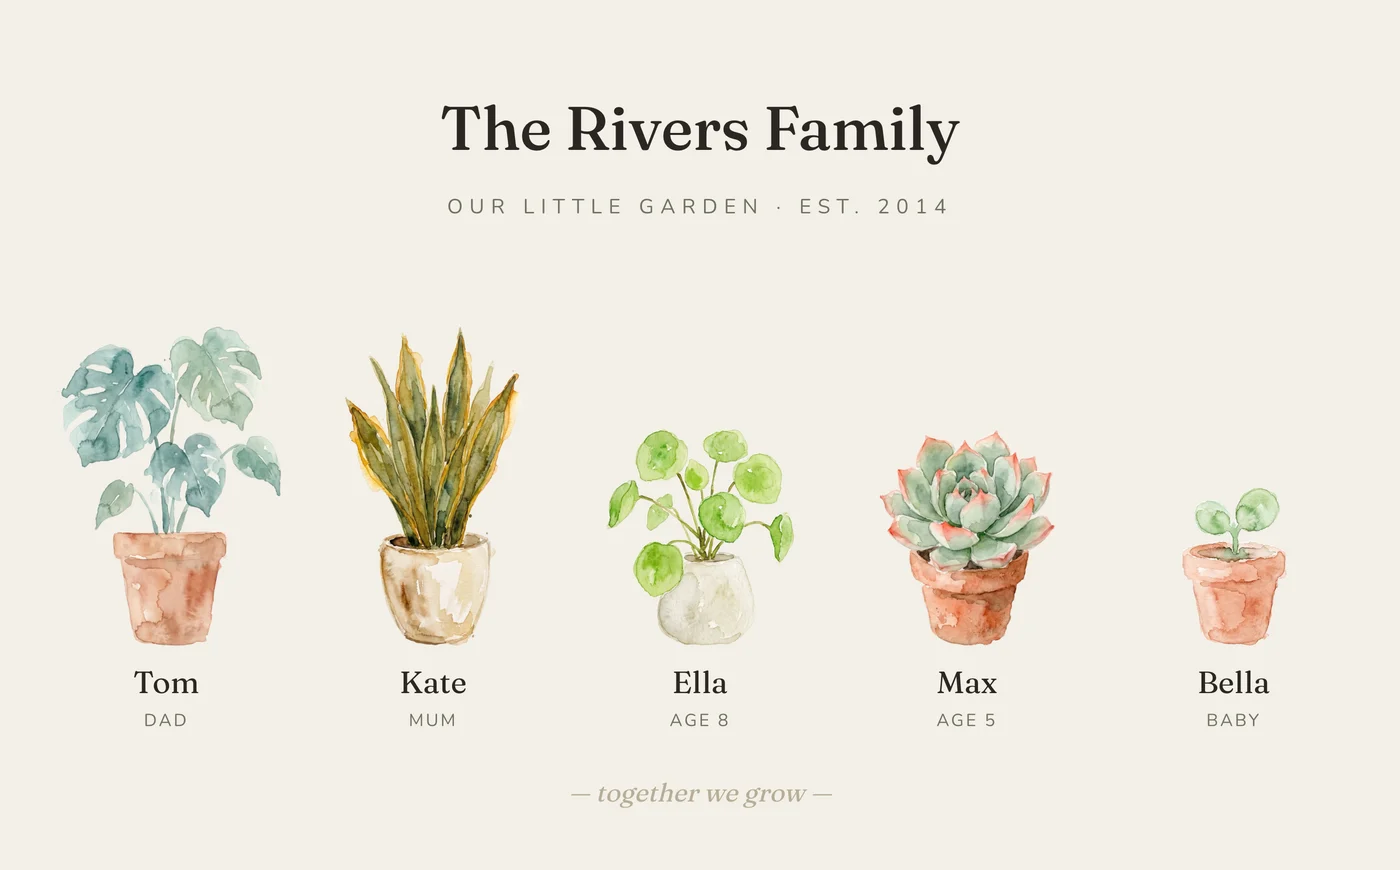 The Rivers Family
OUR LITTLE GARDEN · EST. 2014
Tom
DAD
Kate
MUM
Ella
AGE 8
Max
AGE 5
Bella
BABY
— together we grow —